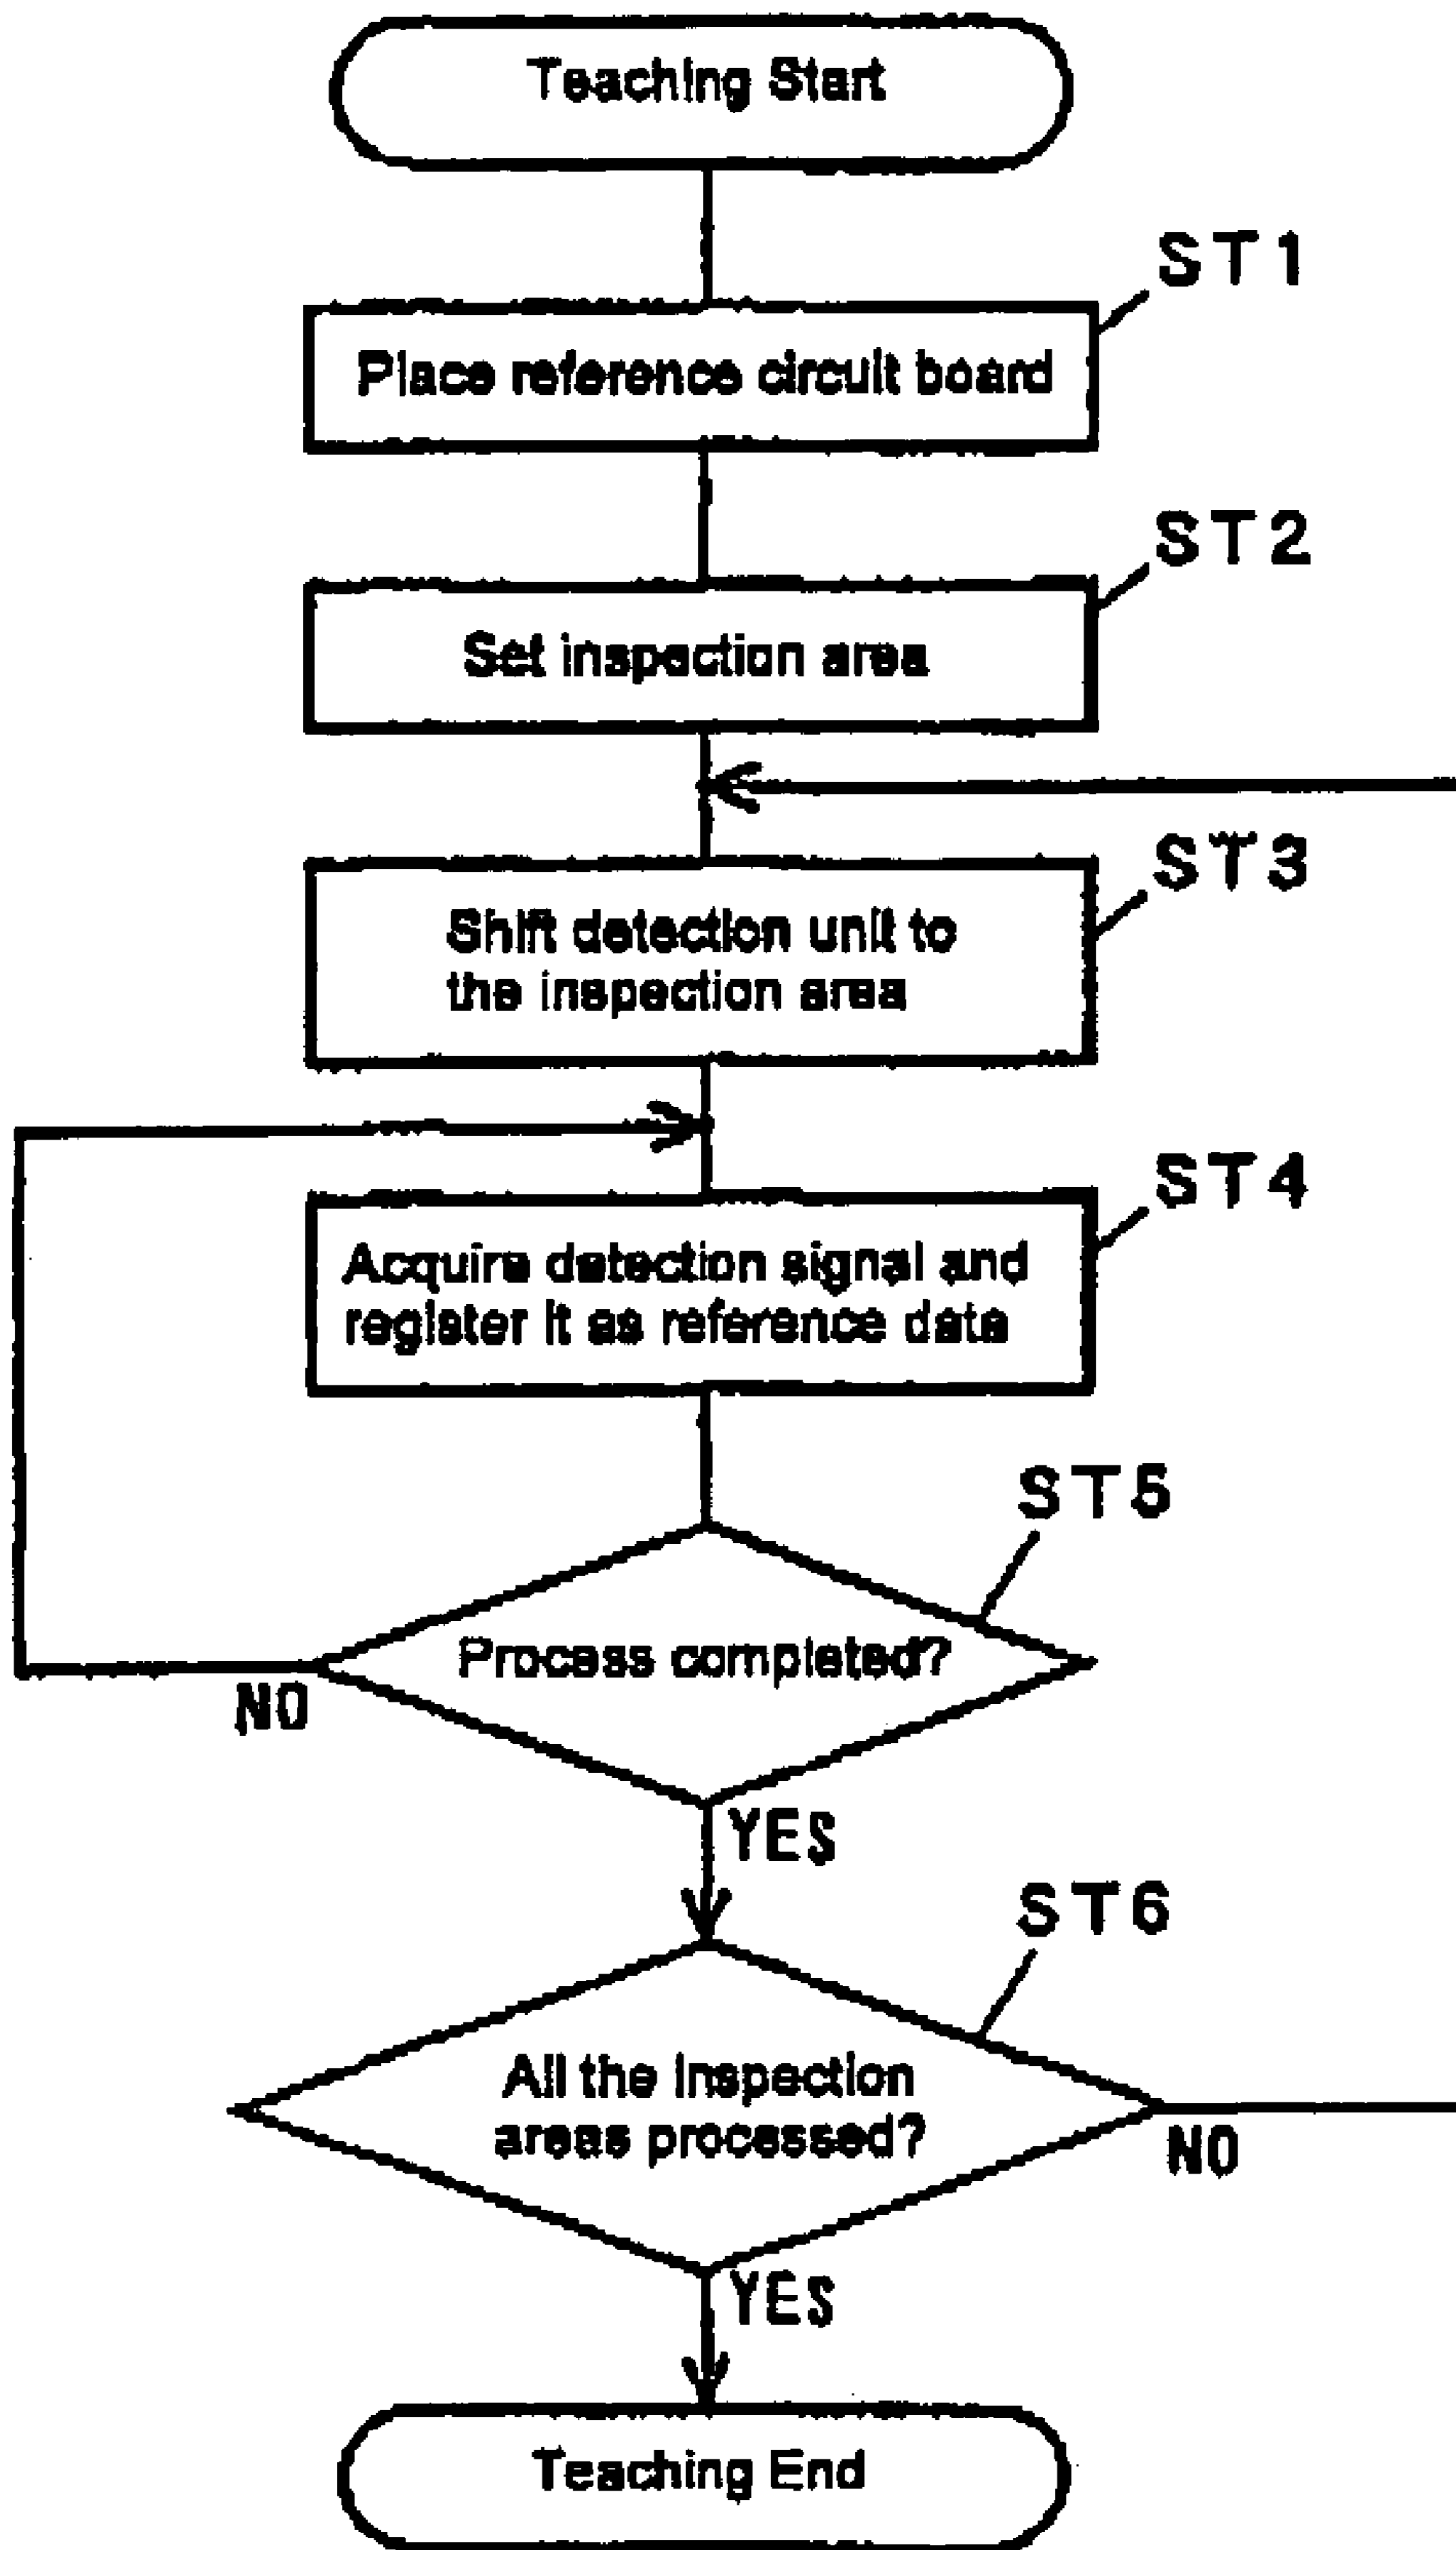 Teaching Start
ST1
Place reference circuit board
ST2
Set inspection area
ST3
Shift detection unit to
the inspection area
ST4
Acquire detection signal and
register it as reference data
ST5
Process completed?
NO
YES
ST6
All the inspection
areas processed?
NO
YES
Teaching End